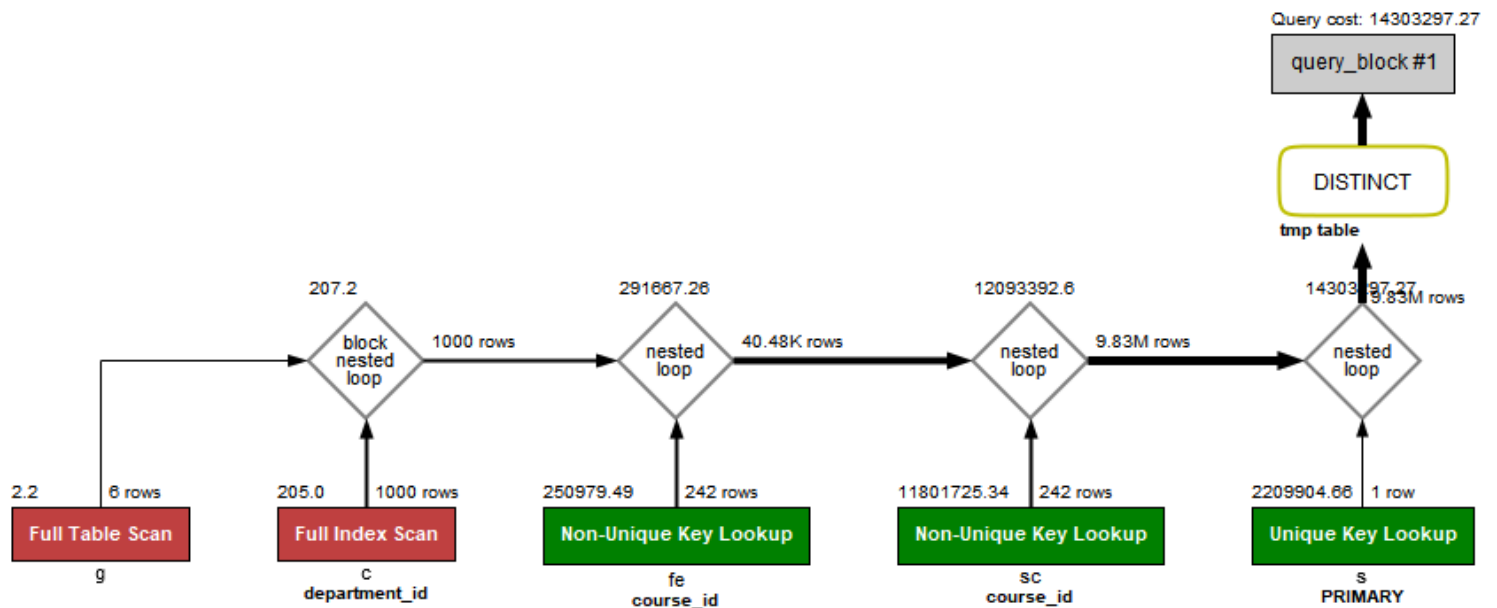 Query cost: 14303297.27
query_block #1
DISTINCT
tmp table
207.2
291667.26
12093392.6
14303297.27
9.83M rows
block
nested
loop
1000 rows
nested
loop
40.48K rows
nested
loop
9.83M rows
nested
loop
2.2
6 rows
205.0
1000 rows
250979.49
242 rows
11801725.34
242 rows
2209904.66
1 row
Full Table Scan
Full Index Scan
Non-Unique Key Lookup
Non-Unique Key Lookup
Unique Key Lookup
g
c
fe
sc
s
department_id
course_id
course_id
PRIMARY